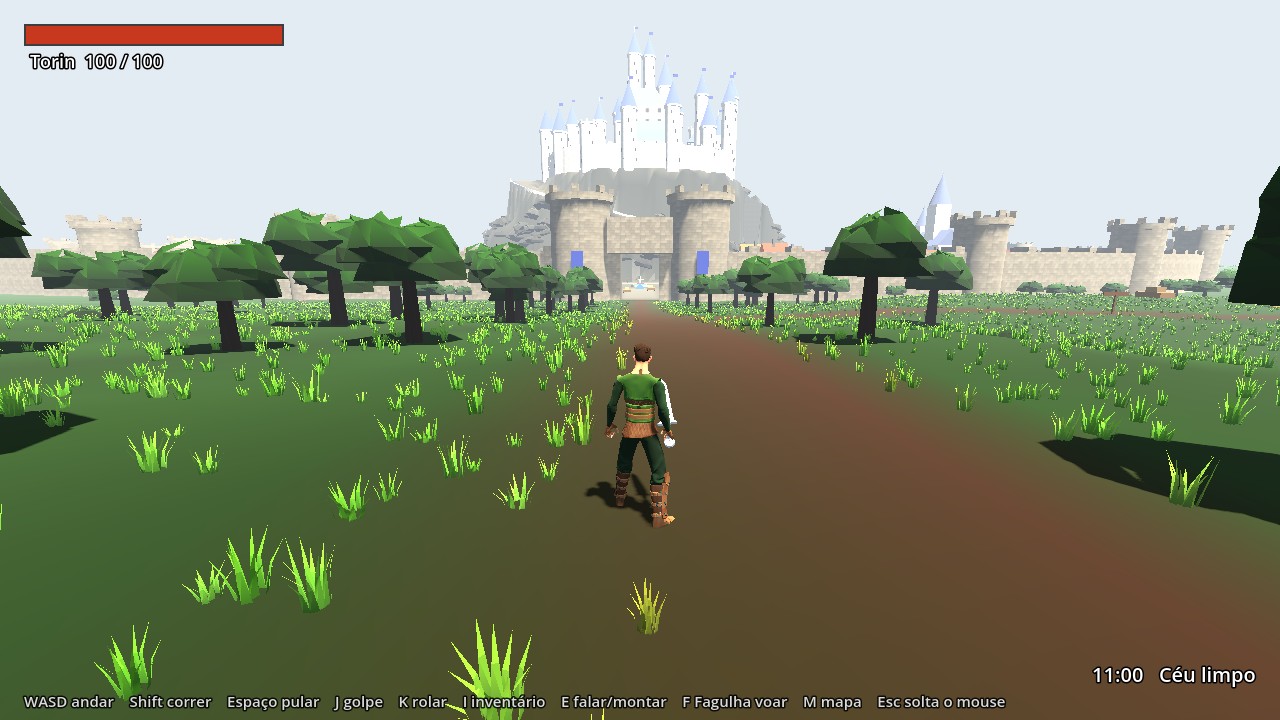 Torin 100 / 100
11:00 Céu limpo
WASD andar Shift correr Espaço pular J golpe K rolar I inventário E falar/montar F Fagulha voar M mapa Esc solta o mouse